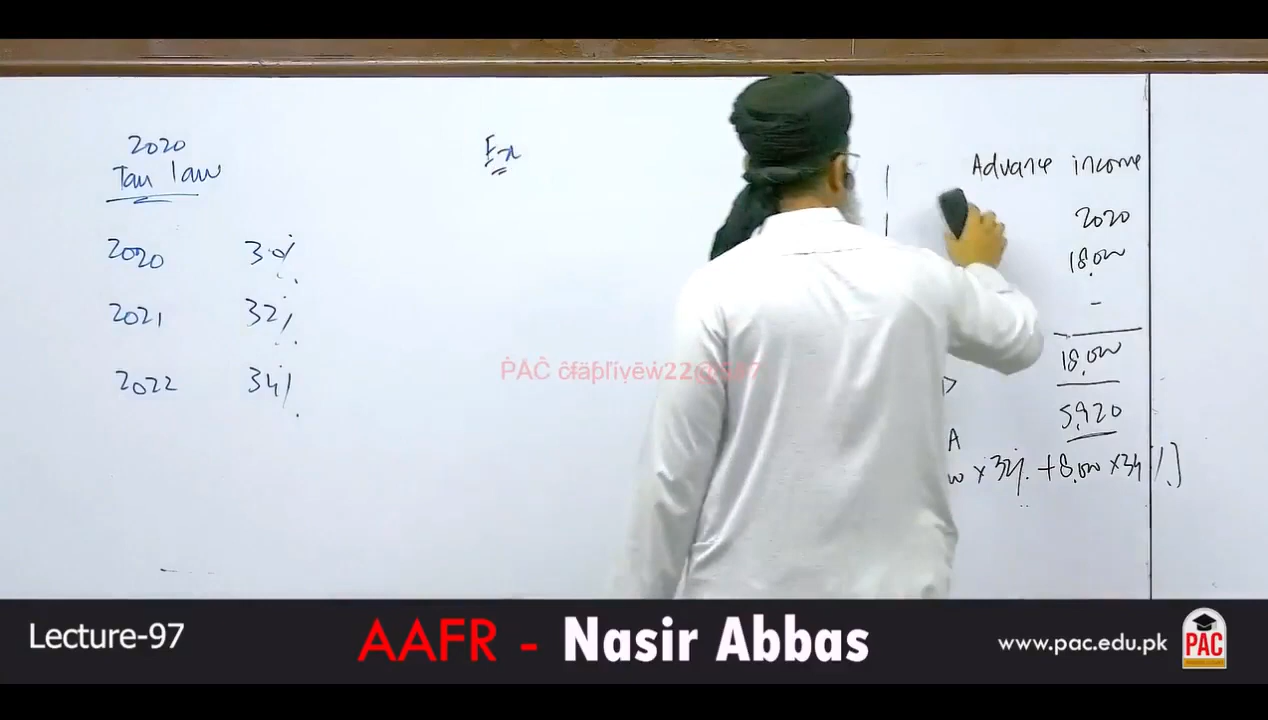 2020
Tax law
2020 30%
2021 32%
2022 34%
Ex
Advance income
2020
18,000
-
18,000
5,920
A
x 32% + 8,000 x 34%]
Lecture-97
AAFR - Nasir Abbas
www.pac.edu.pk
PAC